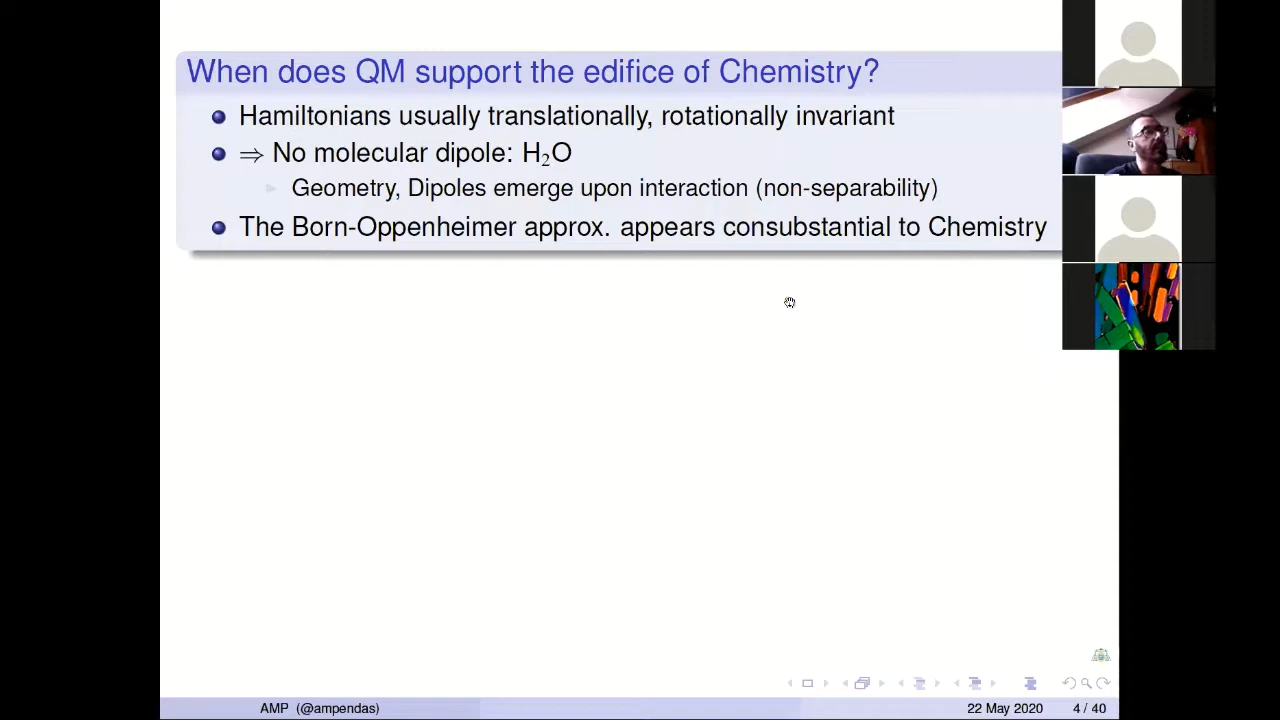 When does QM support the edifice of Chemistry?
Hamiltonians usually translationally, rotationally invariant
⇒ No molecular dipole: H₂O
Geometry, Dipoles emerge upon interaction (non-separability)
The Born-Oppenheimer approx. appears consubstantial to Chemistry
AMP (@ampendas)
22 May 2020
4 / 40